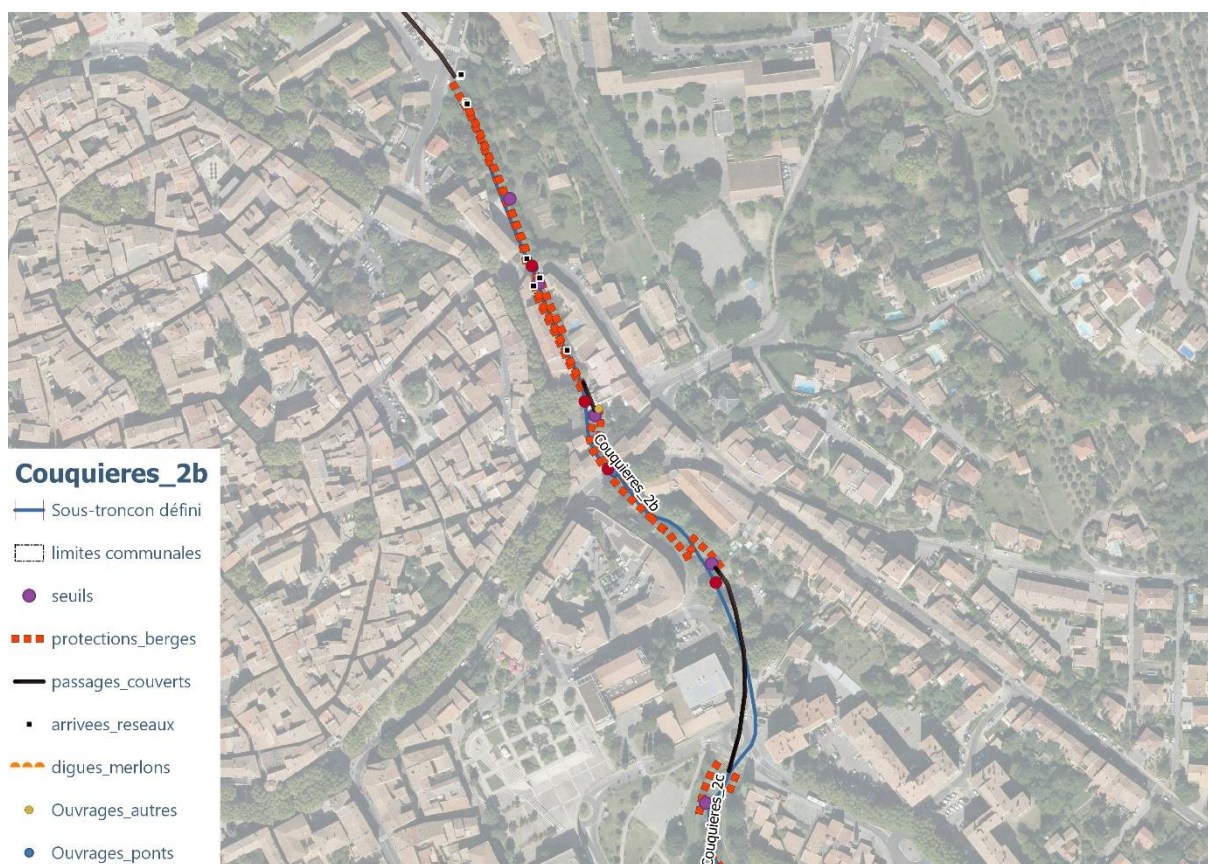 Couquieres_2b
Couquieres_2c
Couquieres_2b
Sous-troncon défini
limites communales
seuils
protections_berges
passages_couverts
arrivees_reseaux
digues_merlons
Ouvrages_autres
Ouvrages_ponts